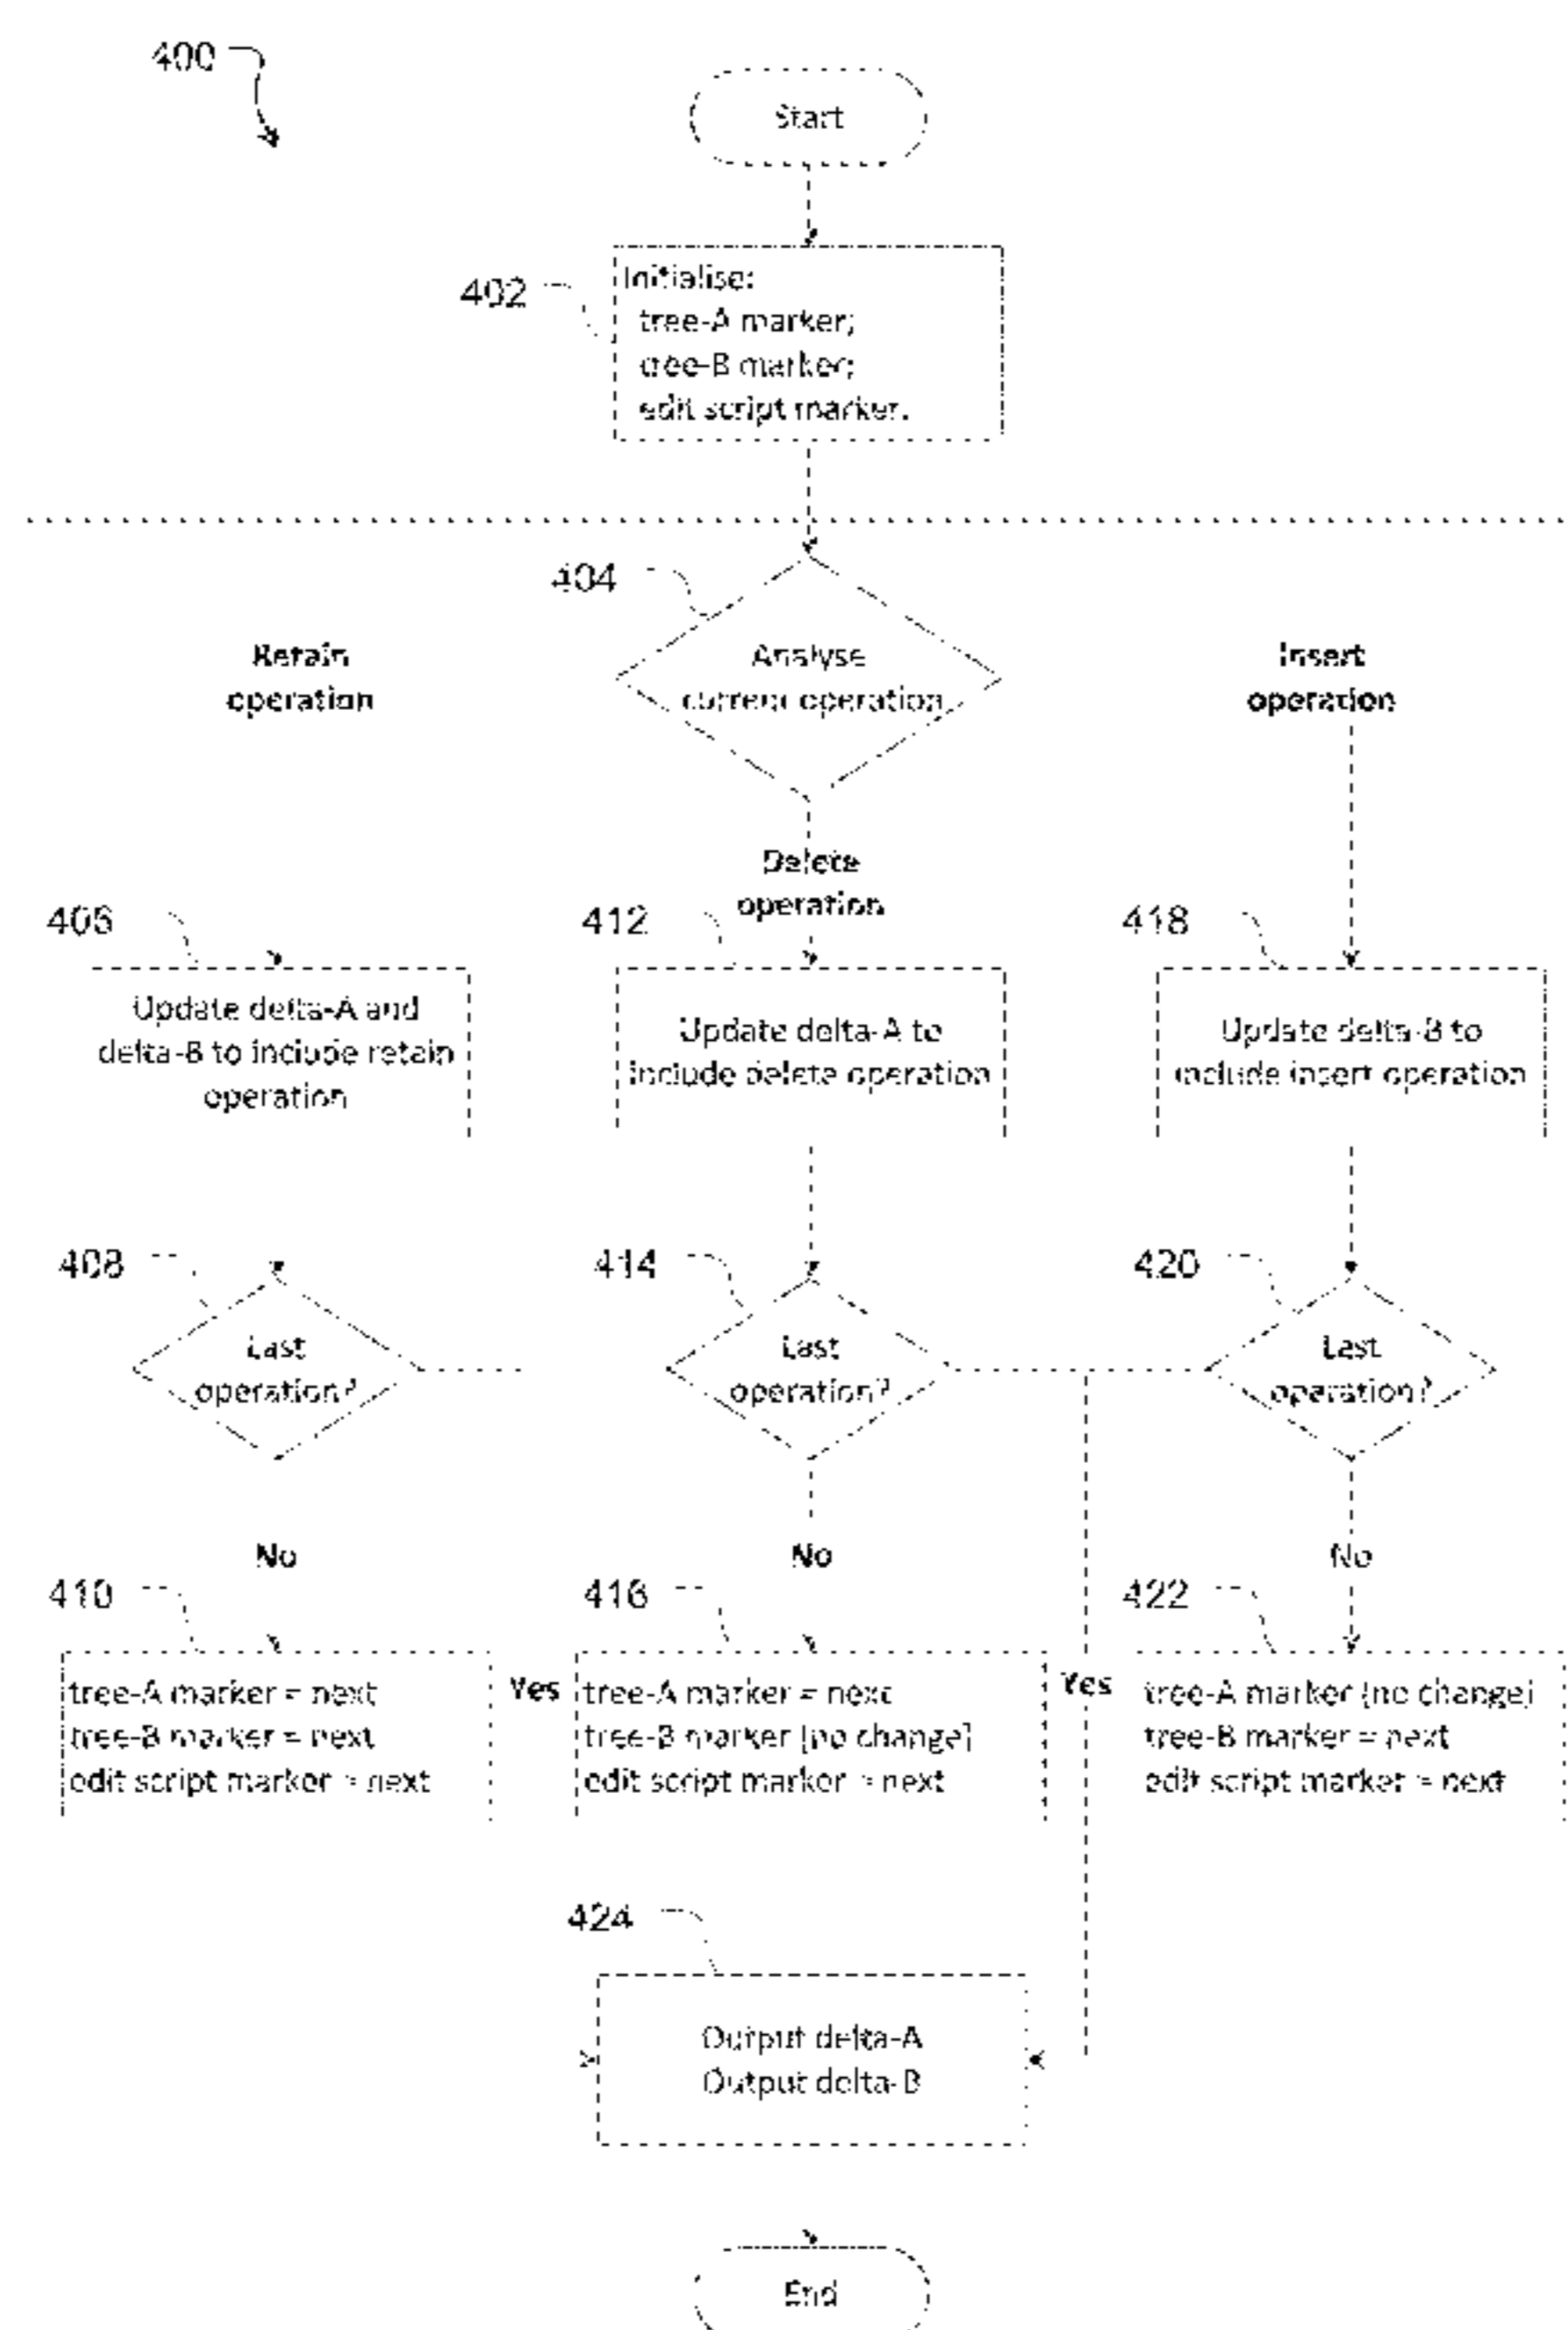 400
Start
402
Initialise:
tree-A marker;
tree-B marker;
edit script marker.
404
Retain
operation
Analyse
current operation
Insert
operation
Delete
operation
406
412
418
Update delta-A and
delta-B to include retain
operation
Update delta-A to
include delete operation
Update delta-B to
include insert operation
408
414
420
Last
operation?
Last
operation?
Last
operation?
No
No
No
410
416
422
tree-A marker = next
tree-B marker = next
edit script marker = next
Yes
tree-A marker = next
tree-B marker [no change]
edit script marker = next
Yes
tree-A marker [no change]
tree-B marker = next
edit script marker = next
424
Output delta-A
Output delta-B
End